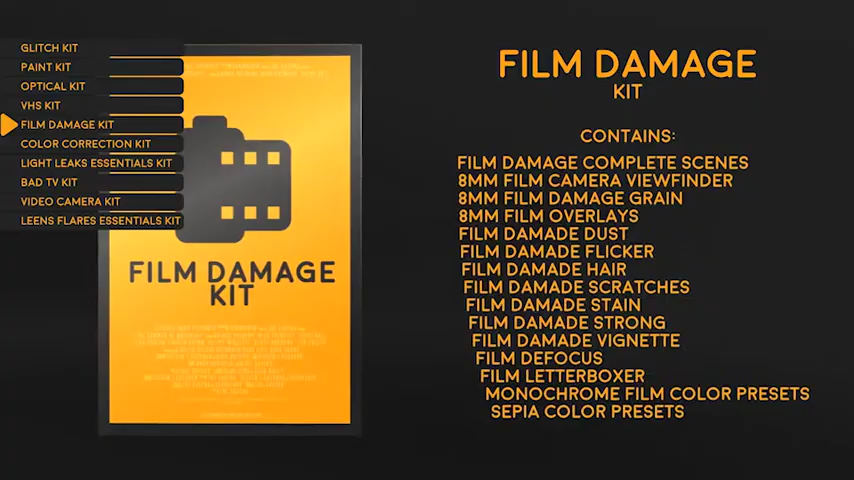 GLITCH KIT
PAINT KIT
OPTICAL KIT
VHS KIT
FILM DAMAGE KIT
COLOR CORRECTION KIT
LIGHT LEAKS ESSENTIALS KIT
BAD TV KIT
VIDEO CAMERA KIT
LEENS FLARES ESSENTIALS KIT
FILM DAMAGE
KIT
FILM DAMAGE
KIT
CONTAINS:
FILM DAMAGE COMPLETE SCENES
8MM FILM CAMERA VIEWFINDER
8MM FILM DAMAGE GRAIN
8MM FILM OVERLAYS
FILM DAMADE DUST
FILM DAMADE FLICKER
FILM DAMADE HAIR
FILM DAMADE SCRATCHES
FILM DAMADE STAIN
FILM DAMADE STRONG
FILM DAMADE VIGNETTE
FILM DEFOCUS
FILM LETTERBOXER
MONOCHROME FILM COLOR PRESETS
SEPIA COLOR PRESETS